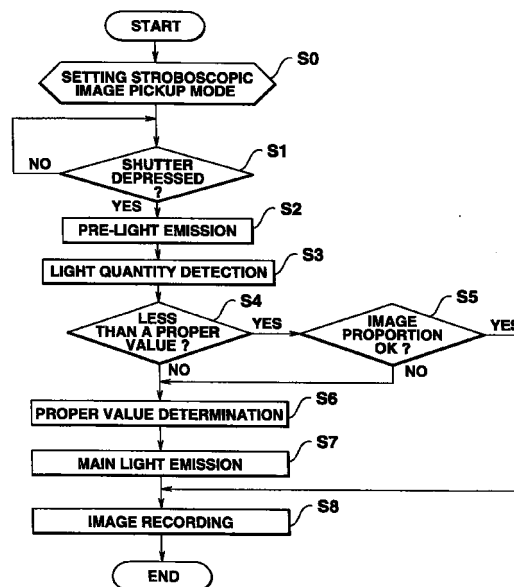 START
S0
SETTING STROBOSCOPIC
IMAGE PICKUP MODE
S1
NO
SHUTTER
DEPRESSED
?
YES
S2
PRE-LIGHT EMISSION
S3
LIGHT QUANTITY DETECTION
S4
LESS
THAN A PROPER
VALUE ?
YES
NO
S5
IMAGE
PROPORTION
OK ?
YES
NO
S6
PROPER VALUE DETERMINATION
S7
MAIN LIGHT EMISSION
S8
IMAGE RECORDING
END